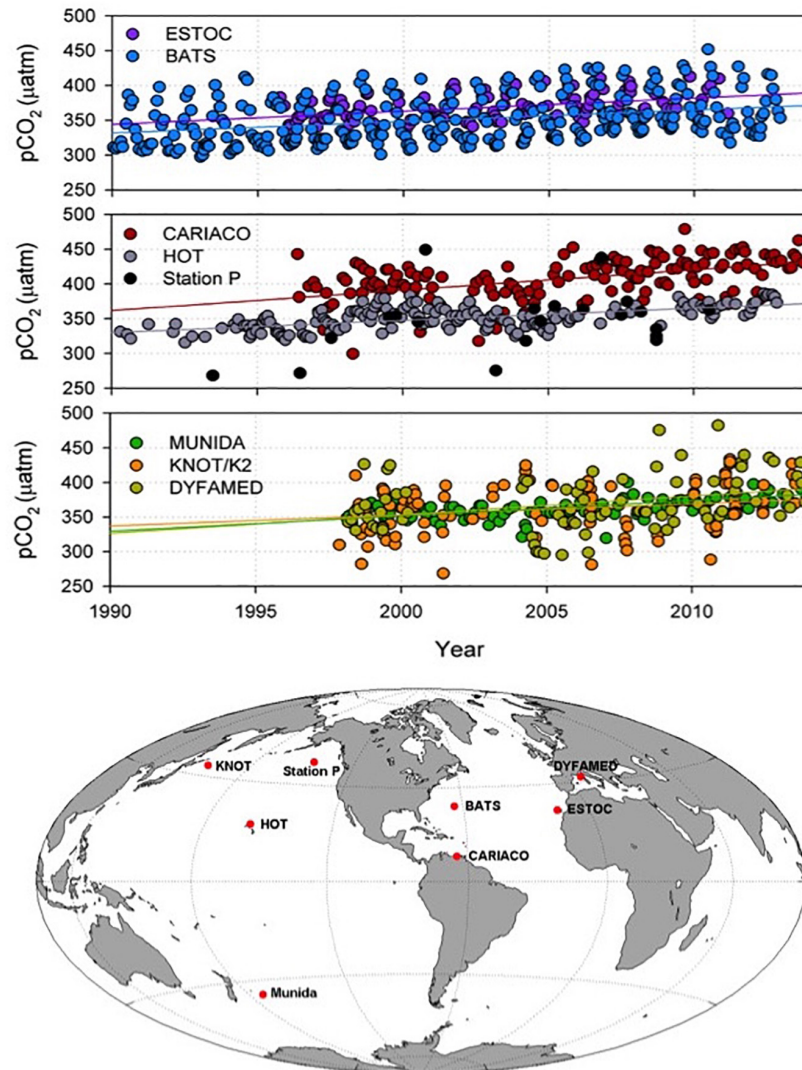 500
450
400
350
300
250
pCO2 (µatm)
ESTOC
BATS
500
450
400
350
300
250
pCO2 (µatm)
CARIACO
HOT
Station P
500
450
400
350
300
250
pCO2 (µatm)
MUNIDA
KNOT/K2
DYFAMED
1990 1995 2000 2005 2010
Year
KNOT
Station P
DYFAMED
HOT
BATS
ESTOC
CARIACO
Munida